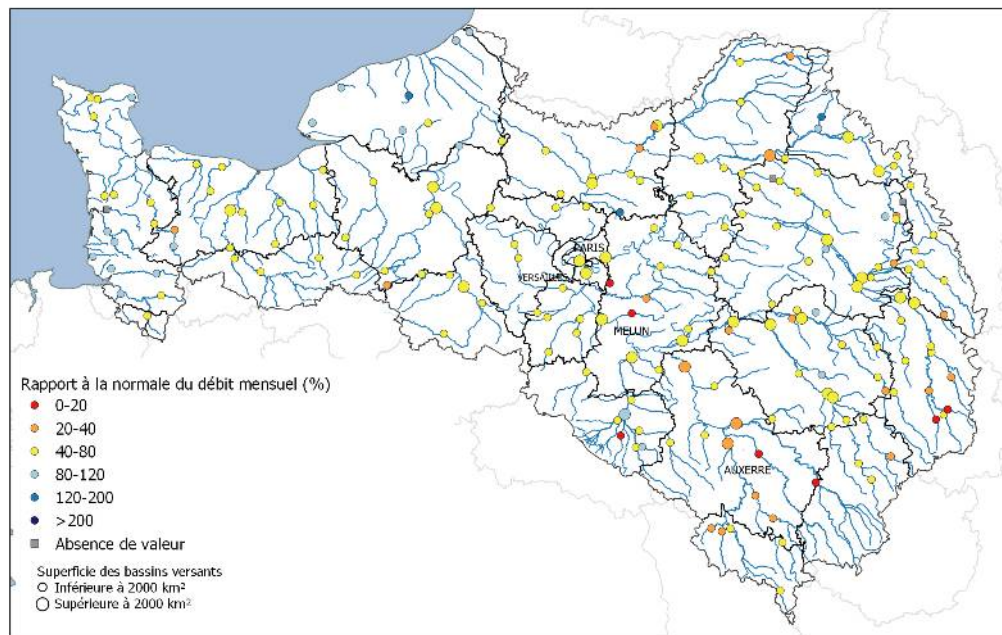 PARIS
VERSAILLES
MELUN
AUXERRE
Rapport à la normale du débit mensuel (%)
0-20
20-40
40-80
80-120
120-200
>200
Absence de valeur
Superficie des bassins versants
Inférieure à 2000 km²
Supérieure à 2000 km²